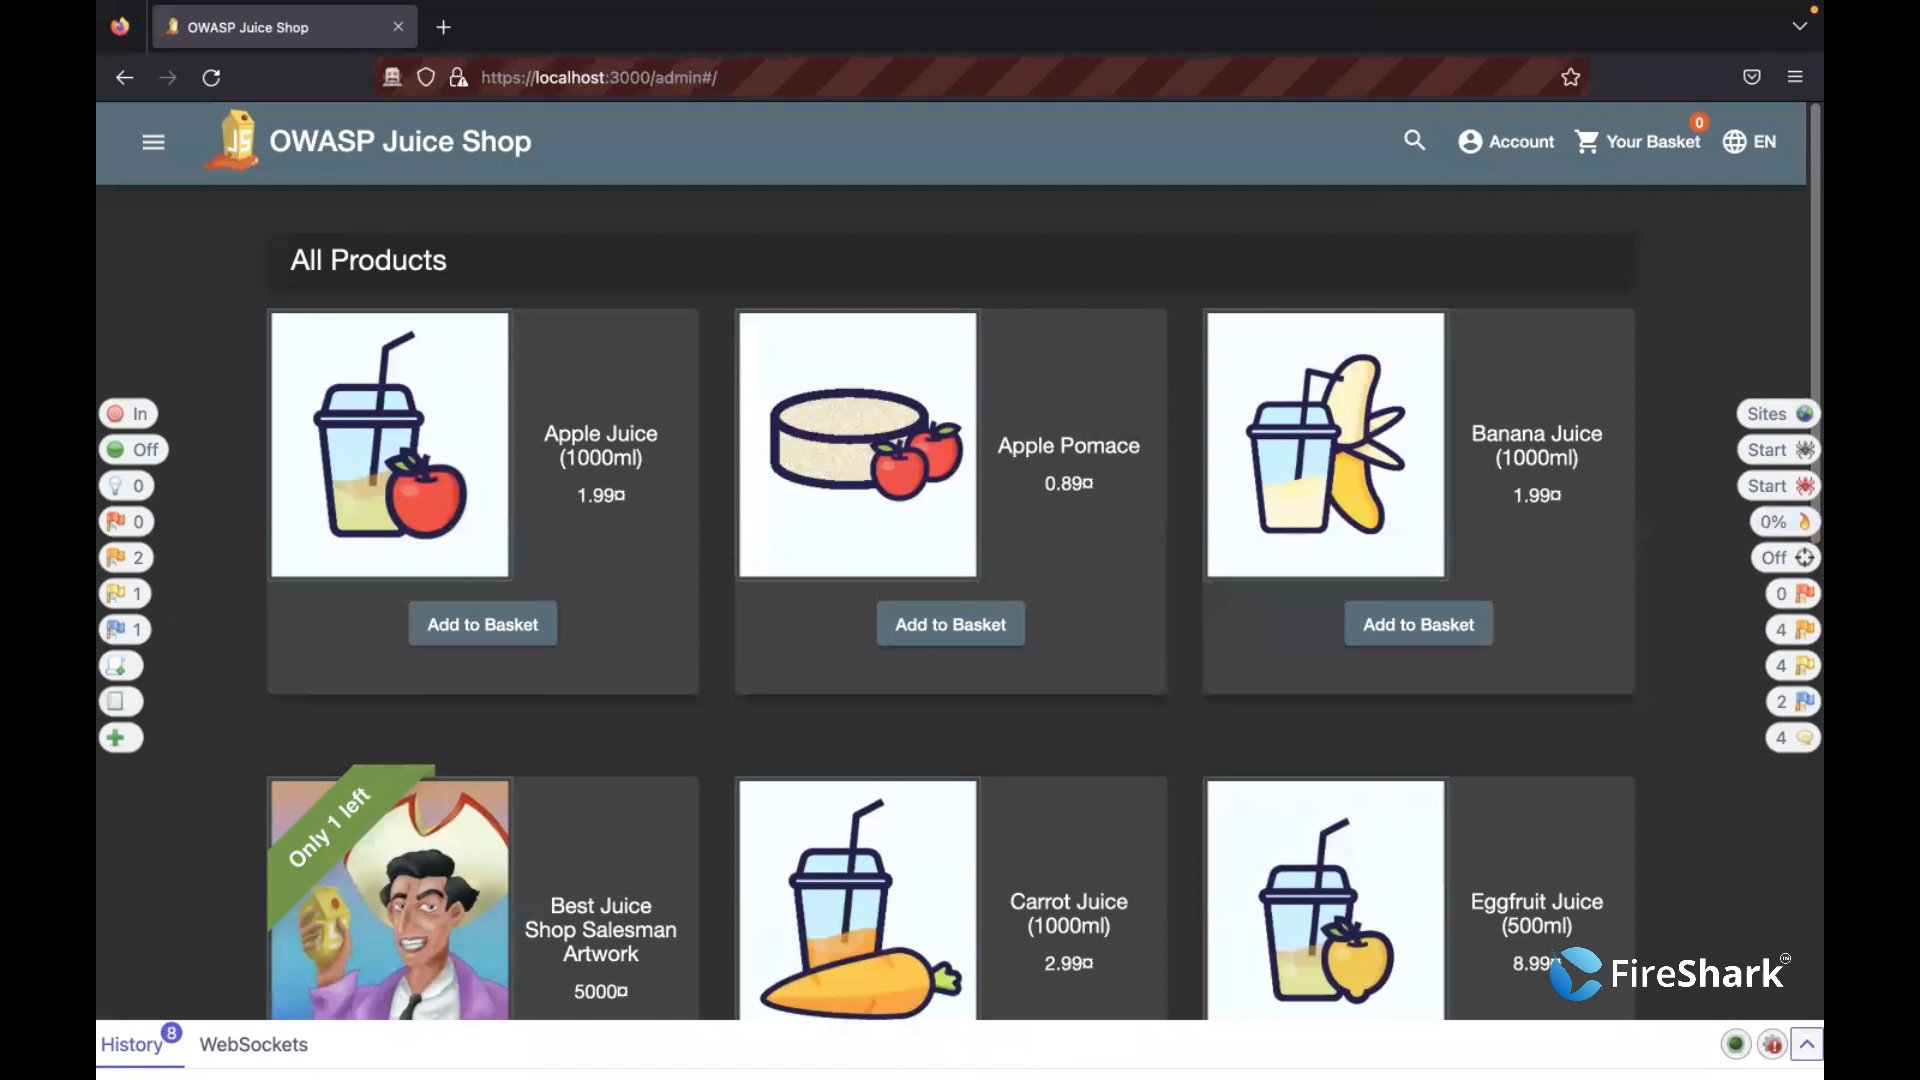 OWASP Juice Shop
https://localhost:3000/admin#/
JS
OWASP Juice Shop
Account
0
Your Basket
EN
All Products
Apple Juice
(1000ml)
1.99¤
Add to Basket
Apple Pomace
0.89¤
Add to Basket
Banana Juice
(1000ml)
1.99¤
Add to Basket
In
Off
0
0
2
1
1
Sites
Start
Start
0%
Off
0
4
4
2
4
Only 1 left
Best Juice
Shop Salesman
Artwork
5000¤
Carrot Juice
(1000ml)
2.99¤
Eggfruit Juice
(500ml)
8.99¤
FireShark
History
8
WebSockets